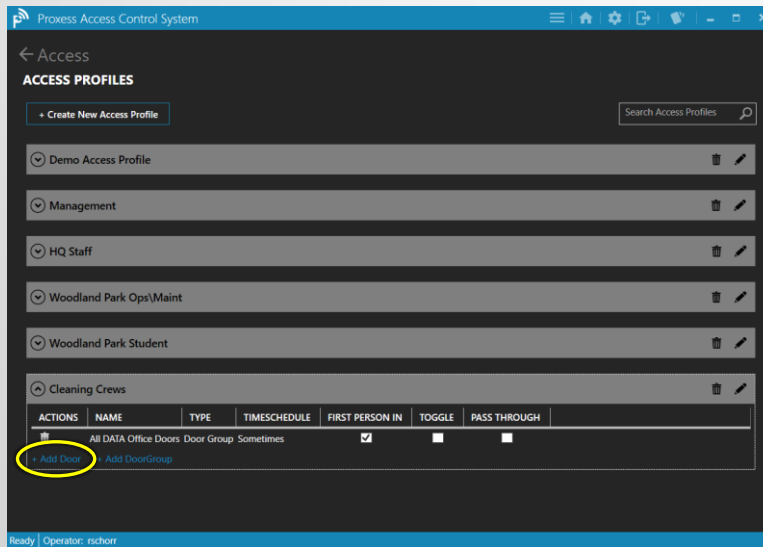 Proxess Access Control System
Access
ACCESS PROFILES
+ Create New Access Profile
Search Access Profiles
Demo Access Profile
Management
HQ Staff
Woodland Park Ops\Maint
Woodland Park Student
Cleaning Crews
ACTIONS NAME TYPE TIMESCHEDULE FIRST PERSON IN TOGGLE PASS THROUGH
All DATA Office Doors Door Group Sometimes
+ Add Door + Add DoorGroup
Ready Operator: rschorr